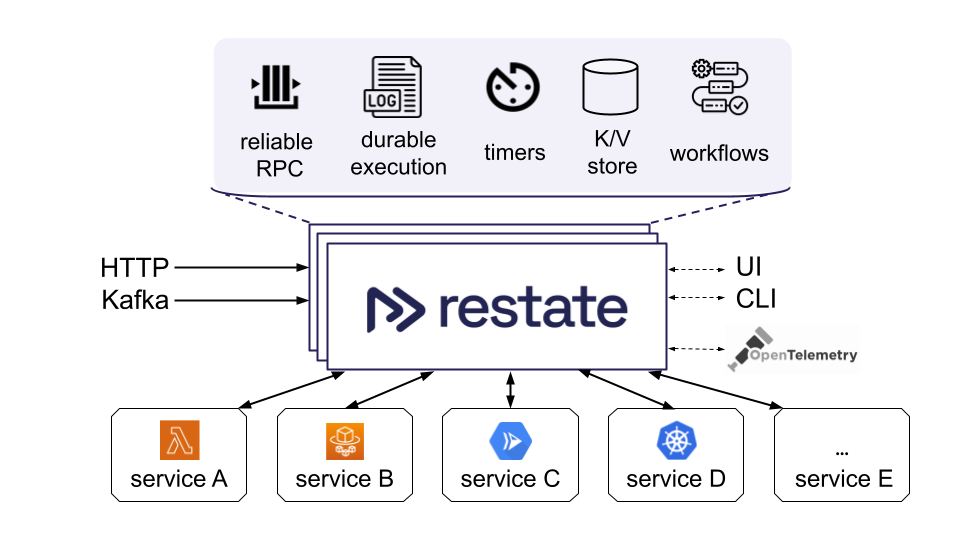 LOG
reliable
RPC
durable
execution
timers
K/V
store
workflows
HTTP
Kafka
restate
UI
CLI
OpenTelemetry
service A
service B
service C
service D
...
service E